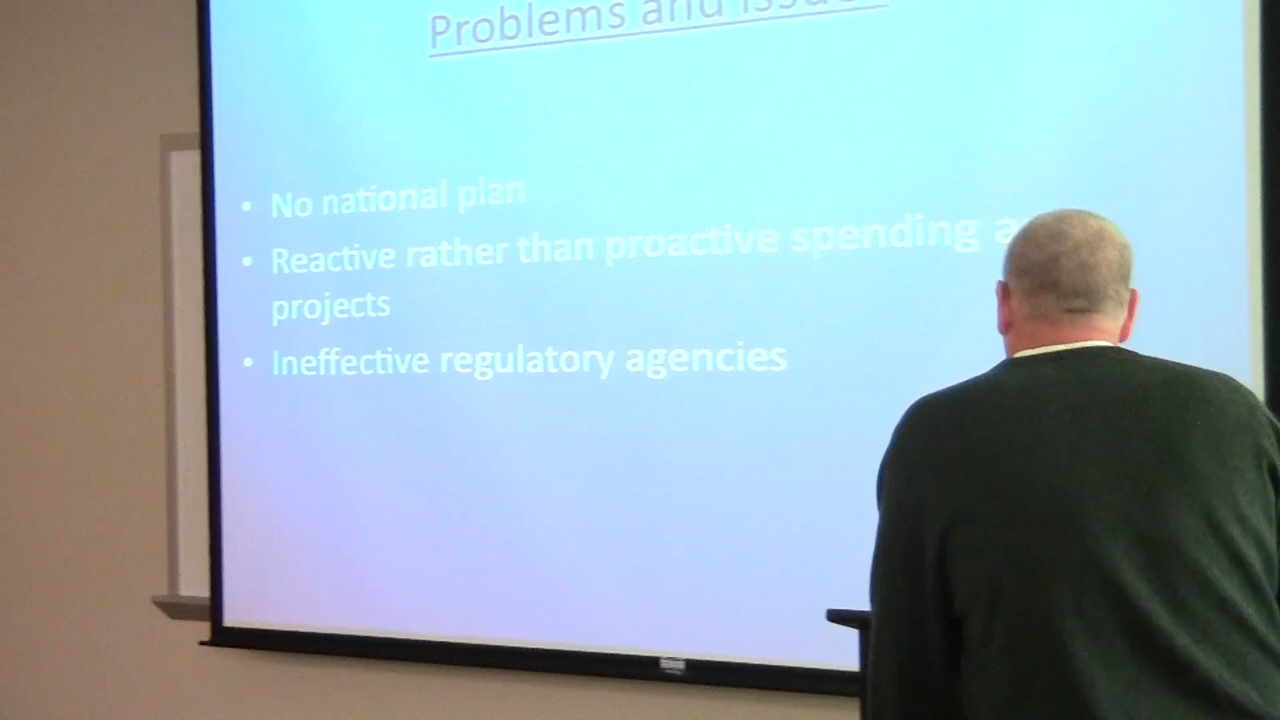 Problems and Issues
• No national plan
• Reactive rather than proactive spending
projects
• Ineffective regulatory agencies